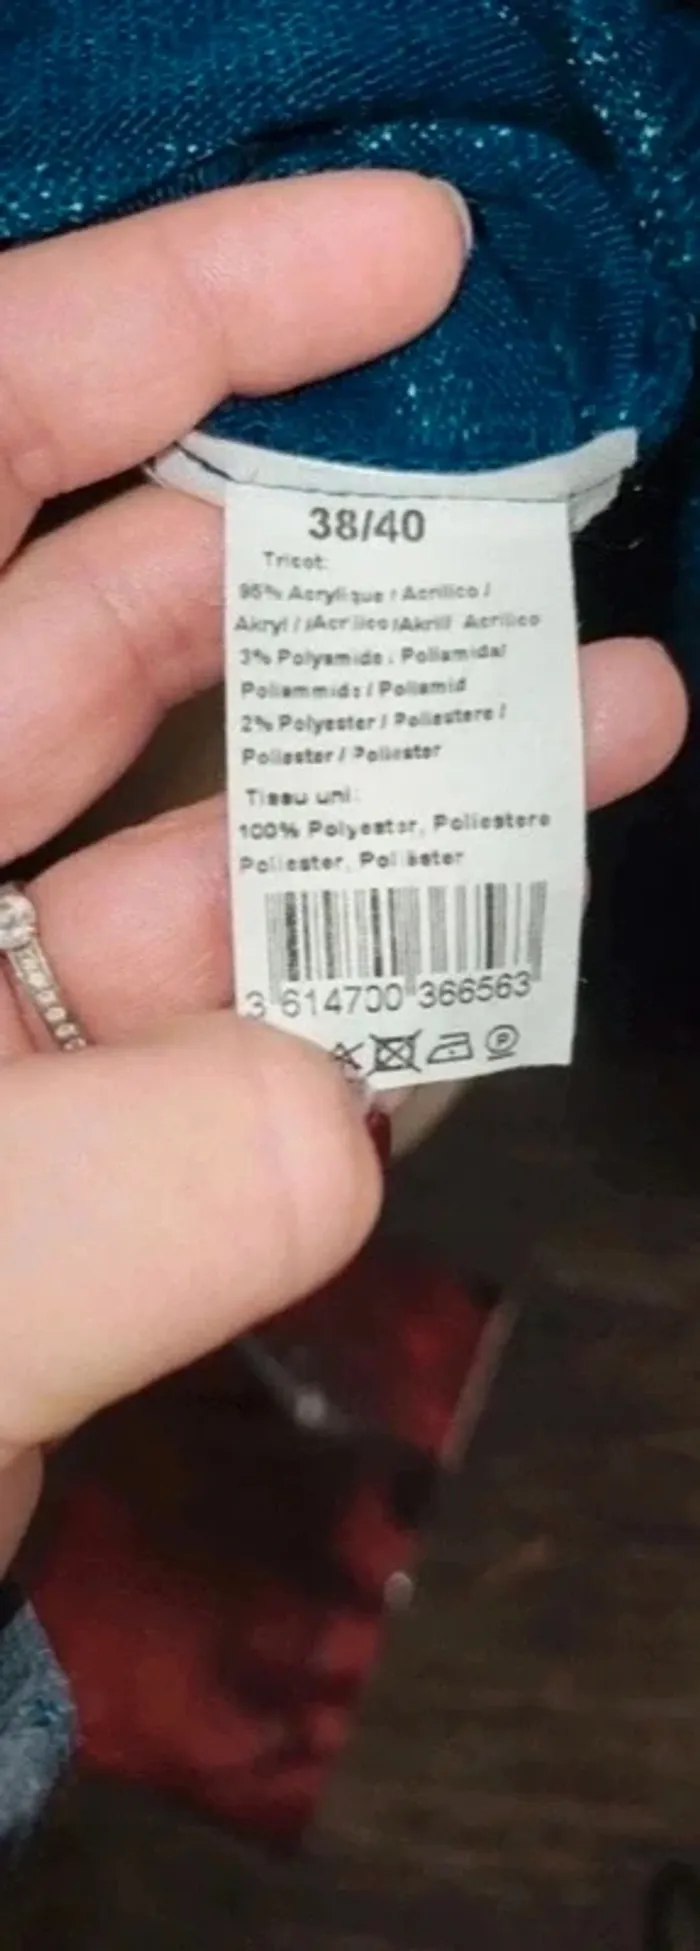 38/40
Tricot:
95% Acrylique / Acrilico /
Akryl / Acrilico / Akrill Acrilico
3% Polyamide / Poliamida /
Poliammide / Poliamid
2% Polyester / Poliestere /
Poliester / Poliester
Tissu uni:
100% Polyester, Poliestere
Poliester, Poliester
3 614700 366563
P